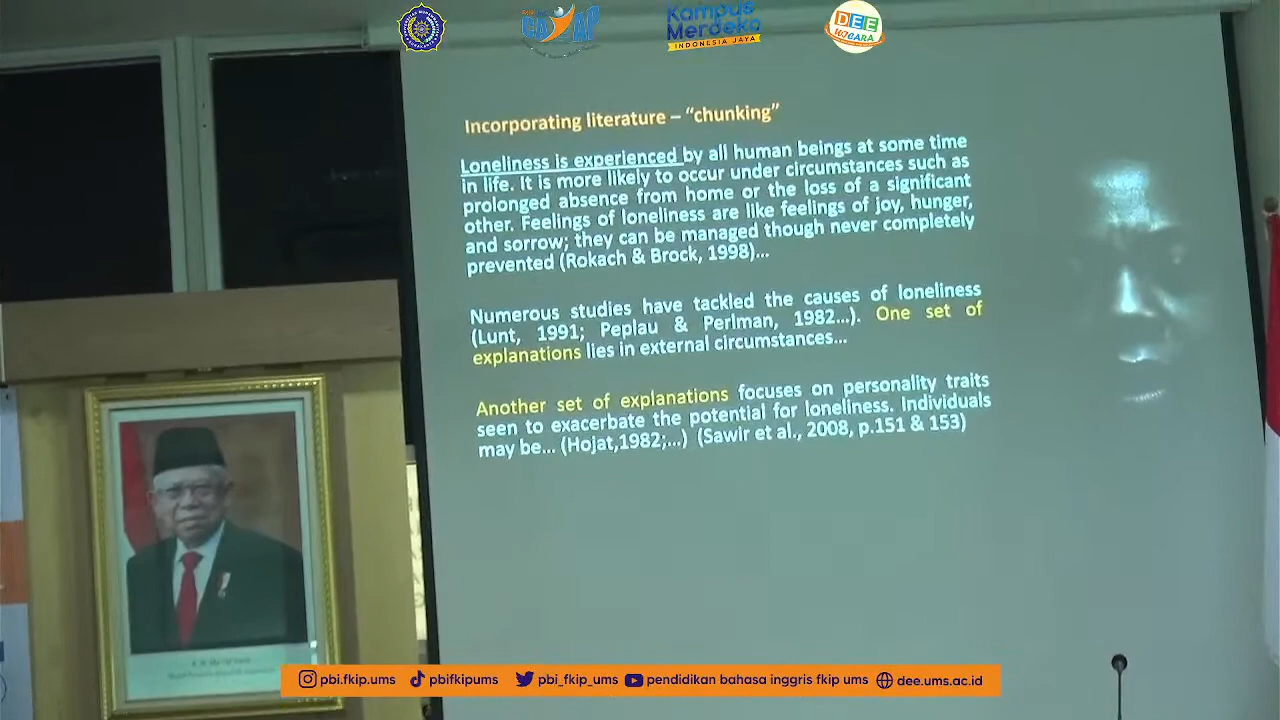 Kampus
Merdeka
INDONESIA JAYA
DEE
WICARA
Incorporating literature – “chunking”
Loneliness is experienced by all human beings at some time
in life. It is more likely to occur under circumstances such as
prolonged absence from home or the loss of a significant
other. Feelings of loneliness are like feelings of joy, hunger,
and sorrow; they can be managed though never completely
prevented (Rokach & Brock, 1998)...
Numerous studies have tackled the causes of loneliness
(Lunt, 1991; Peplau & Perlman, 1982...). One set of
explanations lies in external circumstances...
Another set of explanations focuses on personality traits
seen to exacerbate the potential for loneliness. Individuals
may be... (Hojat,1982;...) (Sawir et al., 2008, p.151 & 153)
pbi.fkip.ums pbifkipums pbi_fkip_ums pendidikan bahasa inggris fkip ums dee.ums.ac.id